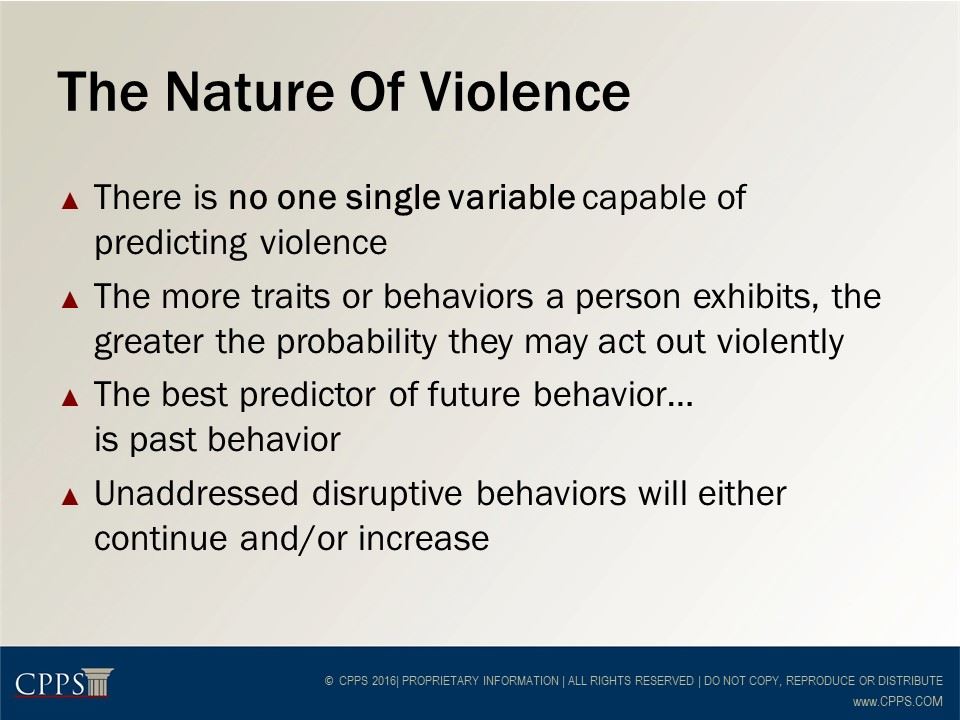 The Nature Of Violence
▲ There is no one single variable capable of
predicting violence
▲ The more traits or behaviors a person exhibits, the
greater the probability they may act out violently
▲ The best predictor of future behavior...
is past behavior
▲ Unaddressed disruptive behaviors will either
continue and/or increase
CPPS
© CPPS 2016| PROPRIETARY INFORMATION | ALL RIGHTS RESERVED | DO NOT COPY, REPRODUCE OR DISTRIBUTE
www.CPPS.COM